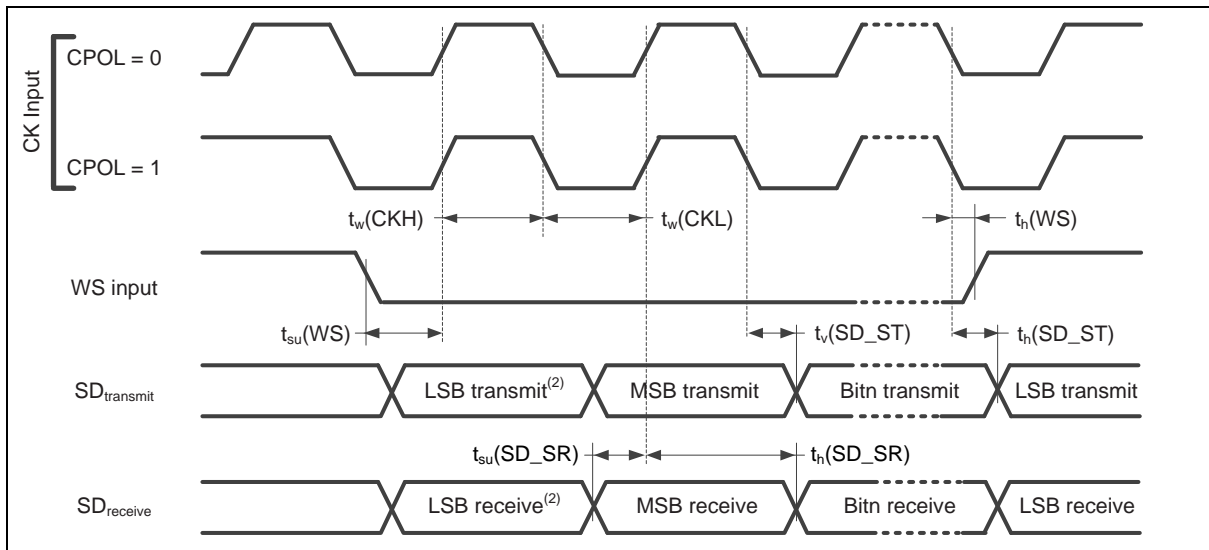 CK Input
CPOL = 0
CPOL = 1
tw(CKH)
tw(CKL)
th(WS)
WS input
tsu(WS)
tv(SD_ST)
th(SD_ST)
SDtransmit
LSB transmit(2)
MSB transmit
Bitn transmit
LSB transmit
tsu(SD_SR)
th(SD_SR)
SDreceive
LSB receive(2)
MSB receive
Bitn receive
LSB receive